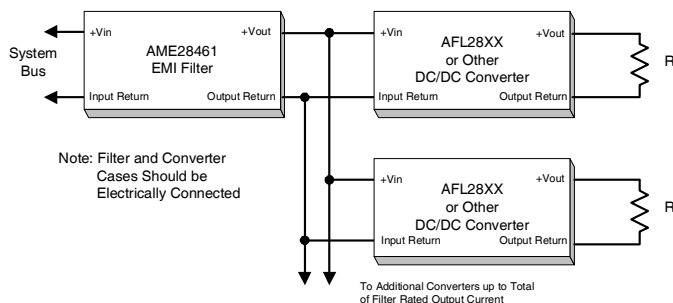 System
Bus
+Vin
AME28461
EMI Filter
+Vout
Input Return
Output Return
+Vin
AFL28XX
or Other
DC/DC Converter
+Vout
Input Return
Output Return
R
Note: Filter and Converter
Cases Should be
Electrically Connected
+Vin
AFL28XX
or Other
DC/DC Converter
+Vout
Input Return
Output Return
R
To Additional Converters up to Total
of Filter Rated Output Current